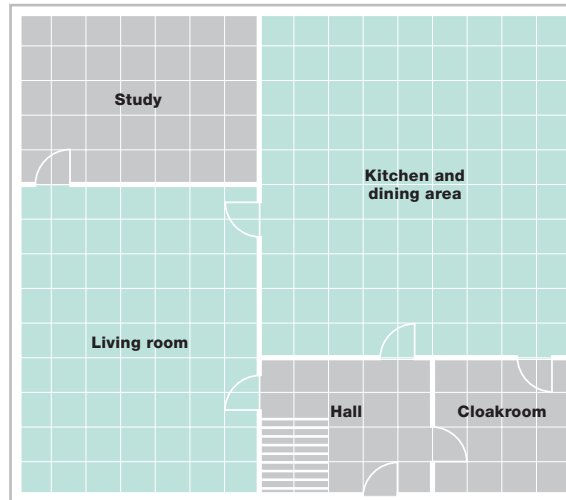 Study
Kitchen and
dining area
Living room
Hall
Cloakroom